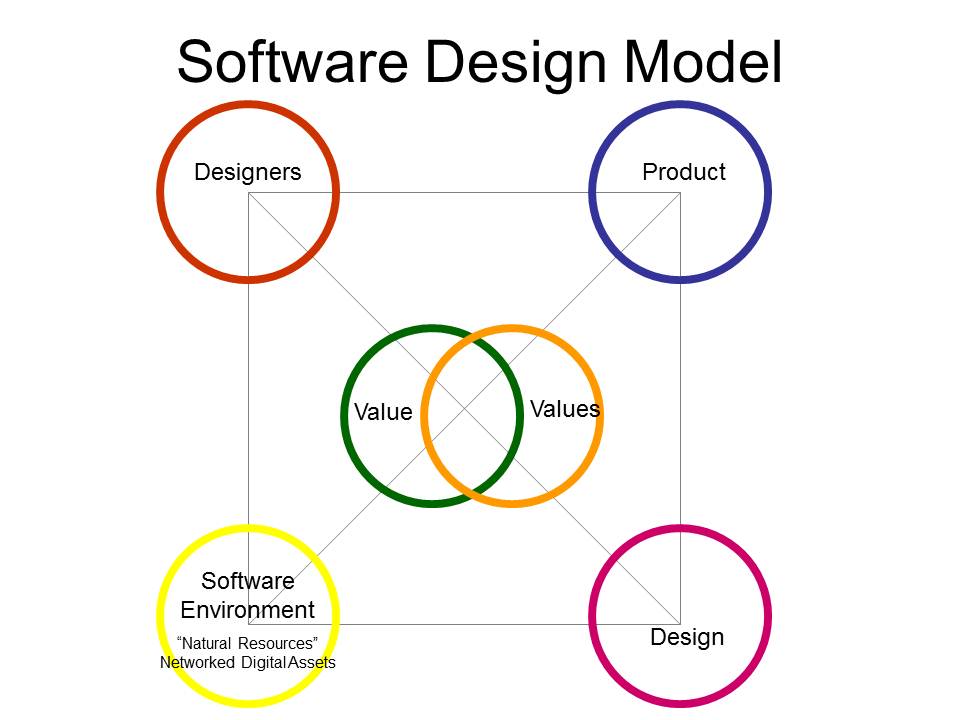 Software Design Model
Designers
Product
Value
Values
Software
Environment
“Natural Resources”
Networked Digital Assets
Design